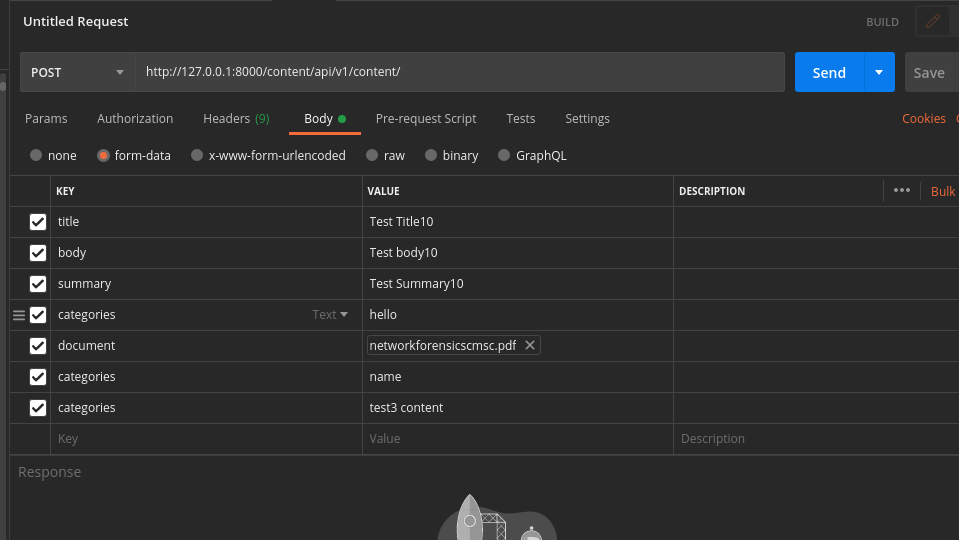 Untitled Request
BUILD
POST
http://127.0.0.1:8000/content/api/v1/content/
Send
Save
Params Authorization Headers (9) Body Pre-request Script Tests Settings Cookies
none form-data x-www-form-urlencoded raw binary GraphQL
KEY VALUE DESCRIPTION ••• Bulk
title Test Title10
body Test body10
summary Test Summary10
categories Text hello
document networkforensicscmsc.pdf
categories name
categories test3 content
Key Value Description
Response